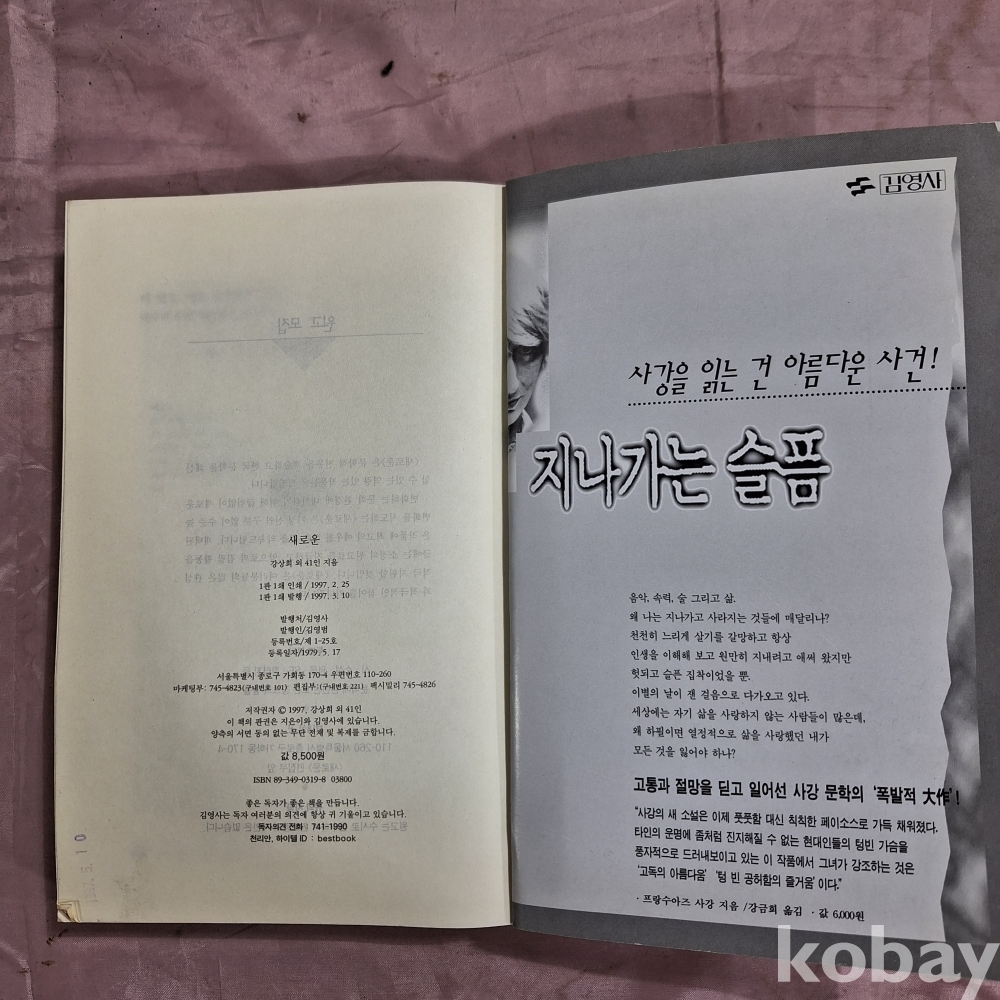 새로운
강상희 외 41인 지음
1판 1쇄 인쇄 / 1997. 2. 25
1판 1쇄 발행 / 1997. 3. 10
발행처/김영사
발행인/김영범
등록번호/제 1-25호
등록일자/1979. 5. 17
서울특별시 종로구 가회동 170-4 우편번호 110-260
마케팅부: 745-4823(구내번호 101) 편집부: (구내번호 221) 팩시밀리 745-4826
저작권자 © 1997, 강상희 외 41인
이 책의 판권은 지은이와 김영사에 있습니다.
양측의 서면 동의 없는 무단 전재 및 복제를 금합니다.
값 8,500원
ISBN 89-349-0319-8 03800
좋은 독자가 좋은 책을 만듭니다.
김영사는 독자 여러분의 의견에 항상 귀 기울이고 있습니다.
독자의견 전화 741-1990
천리안, 하이텔 ID : bestbook
김영사
사강을 읽는 건 아름다운 사건!
지나가는 슬픔
음악, 속력, 술 그리고 삶.
왜 나는 지나가고 사라지는 것들에 매달리나?
천천히 느리게 살기를 갈망하고 항상
인생을 이해해 보고 원만히 지내려고 애써 왔지만
헛되고 슬픈 집착이었을 뿐.
이별의 날이 잰 걸음으로 다가오고 있다.
세상에는 자기 삶을 사랑하지 않는 사람들이 많은데,
왜 하필이면 열정적으로 삶을 사랑했던 내가
모든 것을 잃어야 하나?
고통과 절망을 딛고 일어선 사강 문학의 '폭발적 大作'!
"사강의 새 소설은 이제 풋풋함 대신 칙칙한 페이소스로 가득 채워졌다.
타인의 운명에 좀처럼 진지해질 수 없는 현대인들의 텅빈 가슴을
풍자적으로 드러내보이고 있는 이 작품에서 그녀가 강조하는 것은
'고독의 아름다움' '텅 빈 공허함의 즐거움'이다."
· 프랑수아즈 사강 지음 /강금희 옮김 · 값 6,000원
kobay